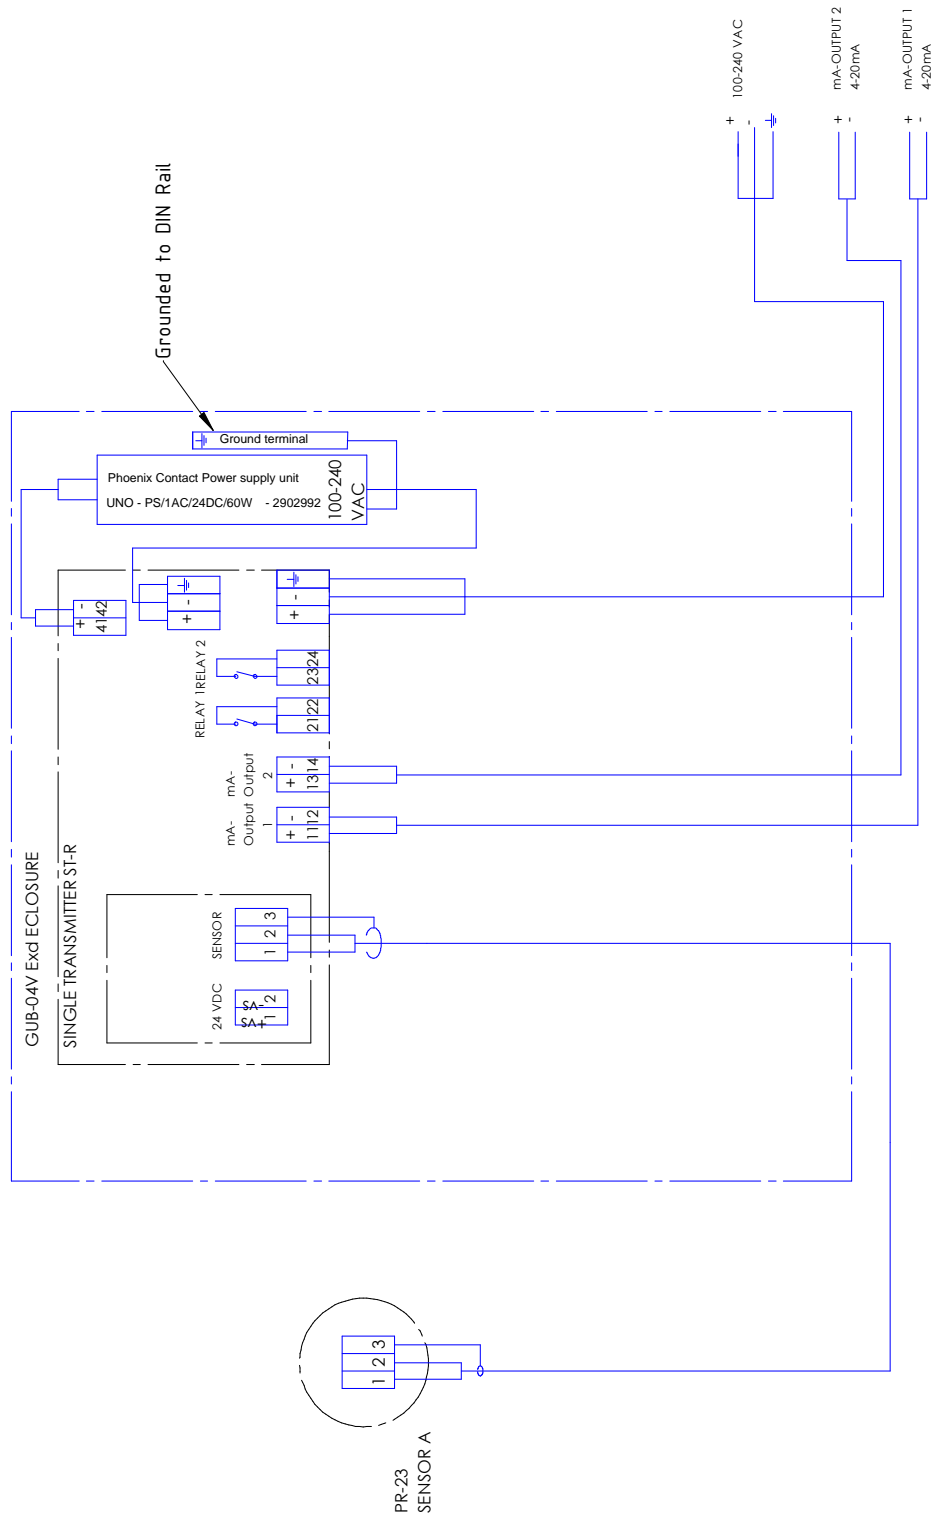 GUB-04V Exd ECLOSURE
SINGLE TRANSMITTER ST-R
Grounded to DIN Rail
Ground terminal
Phoenix Contact Power supply unit
UNO - PS/1AC/24DC/60W - 2902992
100-240
VAC
+ -
41 42
+ -
+ -
RELAY 1 RELAY 2
21 22
23 24
mA-
Output
1
+ -
11 12
mA-
Output
2
+ -
13 14
24 VDC
1 2
SENSOR
1 2 3
PR-23
SENSOR A
1 2 3
+ -
100-240 VAC
+ -
mA-OUTPUT 2
4-20mA
+ -
mA-OUTPUT 1
4-20mA